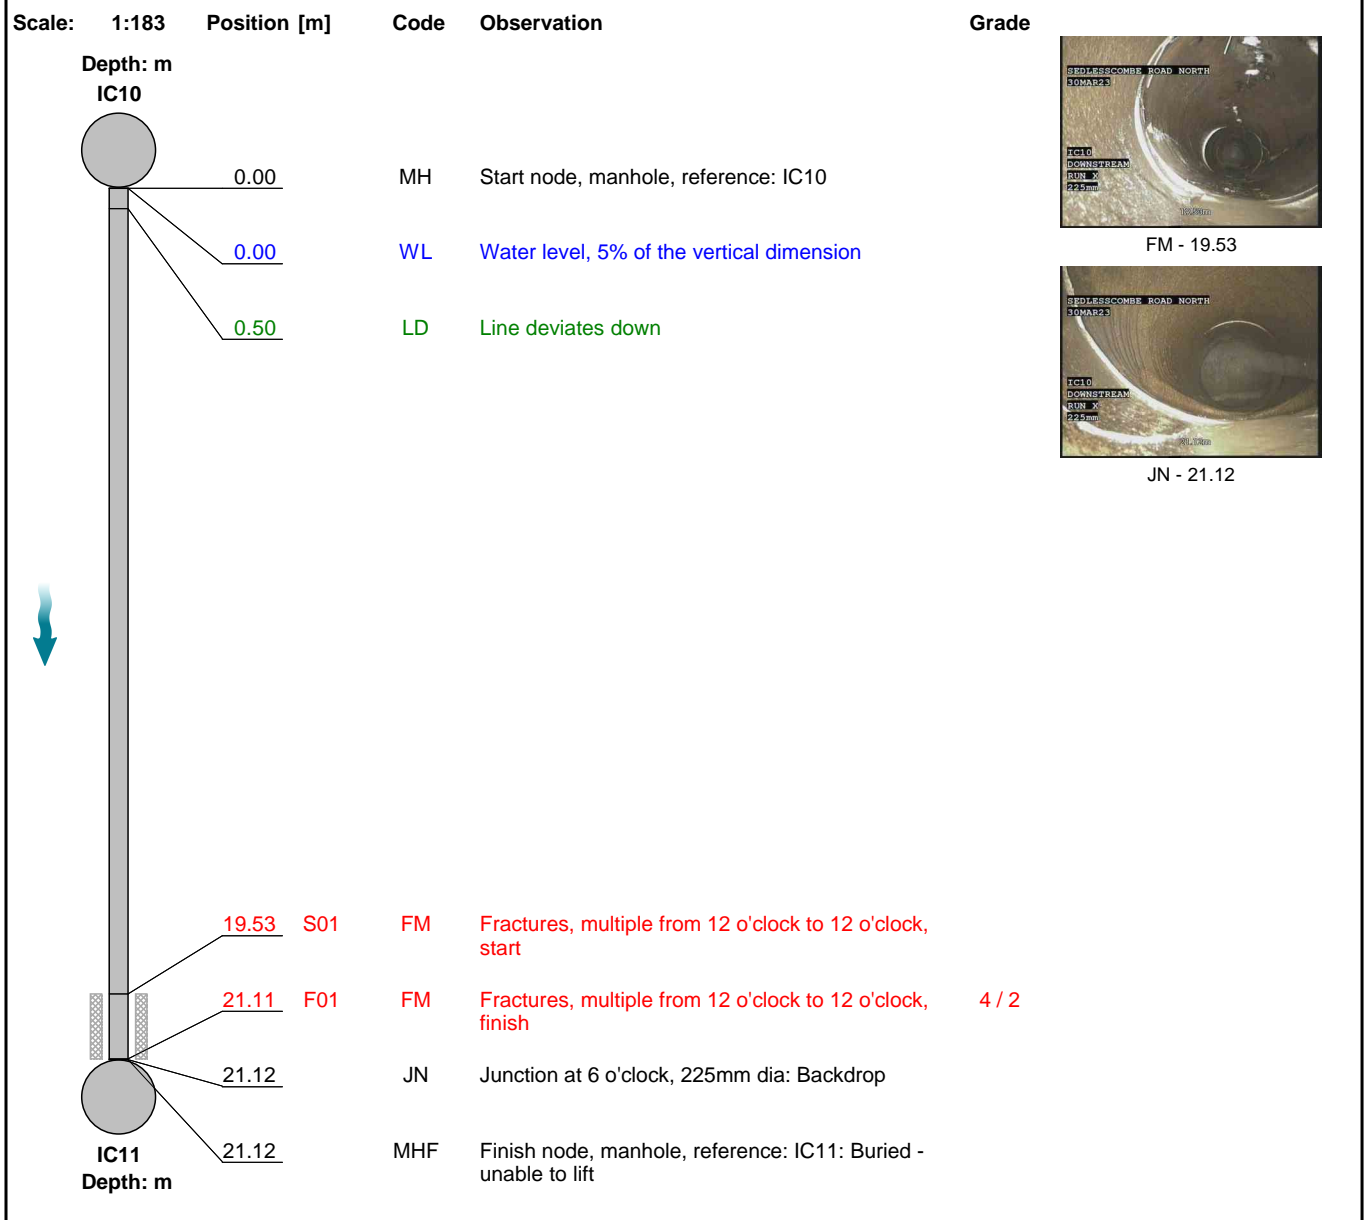 Scale: 1:183 Position [m] Code Observation Grade
Depth: m
IC10
0.00 MH Start node, manhole, reference: IC10
0.00 WL Water level, 5% of the vertical dimension
0.50 LD Line deviates down
19.53 S01 FM Fractures, multiple from 12 o'clock to 12 o'clock,
start
21.11 F01 FM Fractures, multiple from 12 o'clock to 12 o'clock, 4 / 2
finish
21.12 JN Junction at 6 o'clock, 225mm dia: Backdrop
21.12 MHF Finish node, manhole, reference: IC11: Buried -
unable to lift
IC11
Depth: m
SEDLESSCOMBE ROAD NORTH
30MAR23
IC10
DOWNSTREAM
RUN X
225mm
FM - 19.53
SEDLESSCOMBE ROAD NORTH
30MAR23
IC10
DOWNSTREAM
RUN X
225mm
JN - 21.12